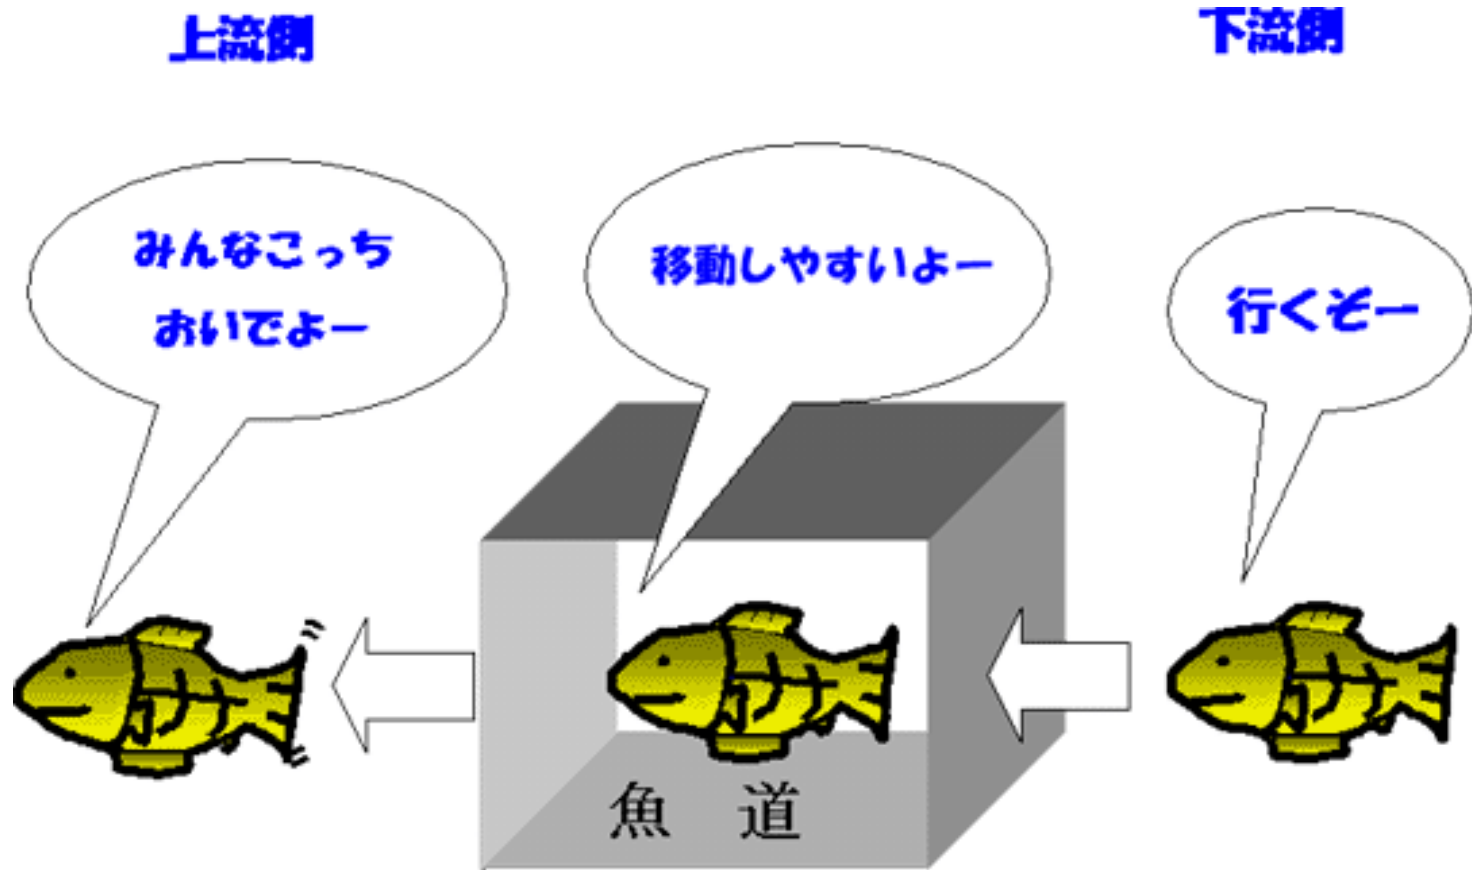 上流側
下流側
みんなこっち
おいでよー
移動しやすいよー
行くぞー
魚 道